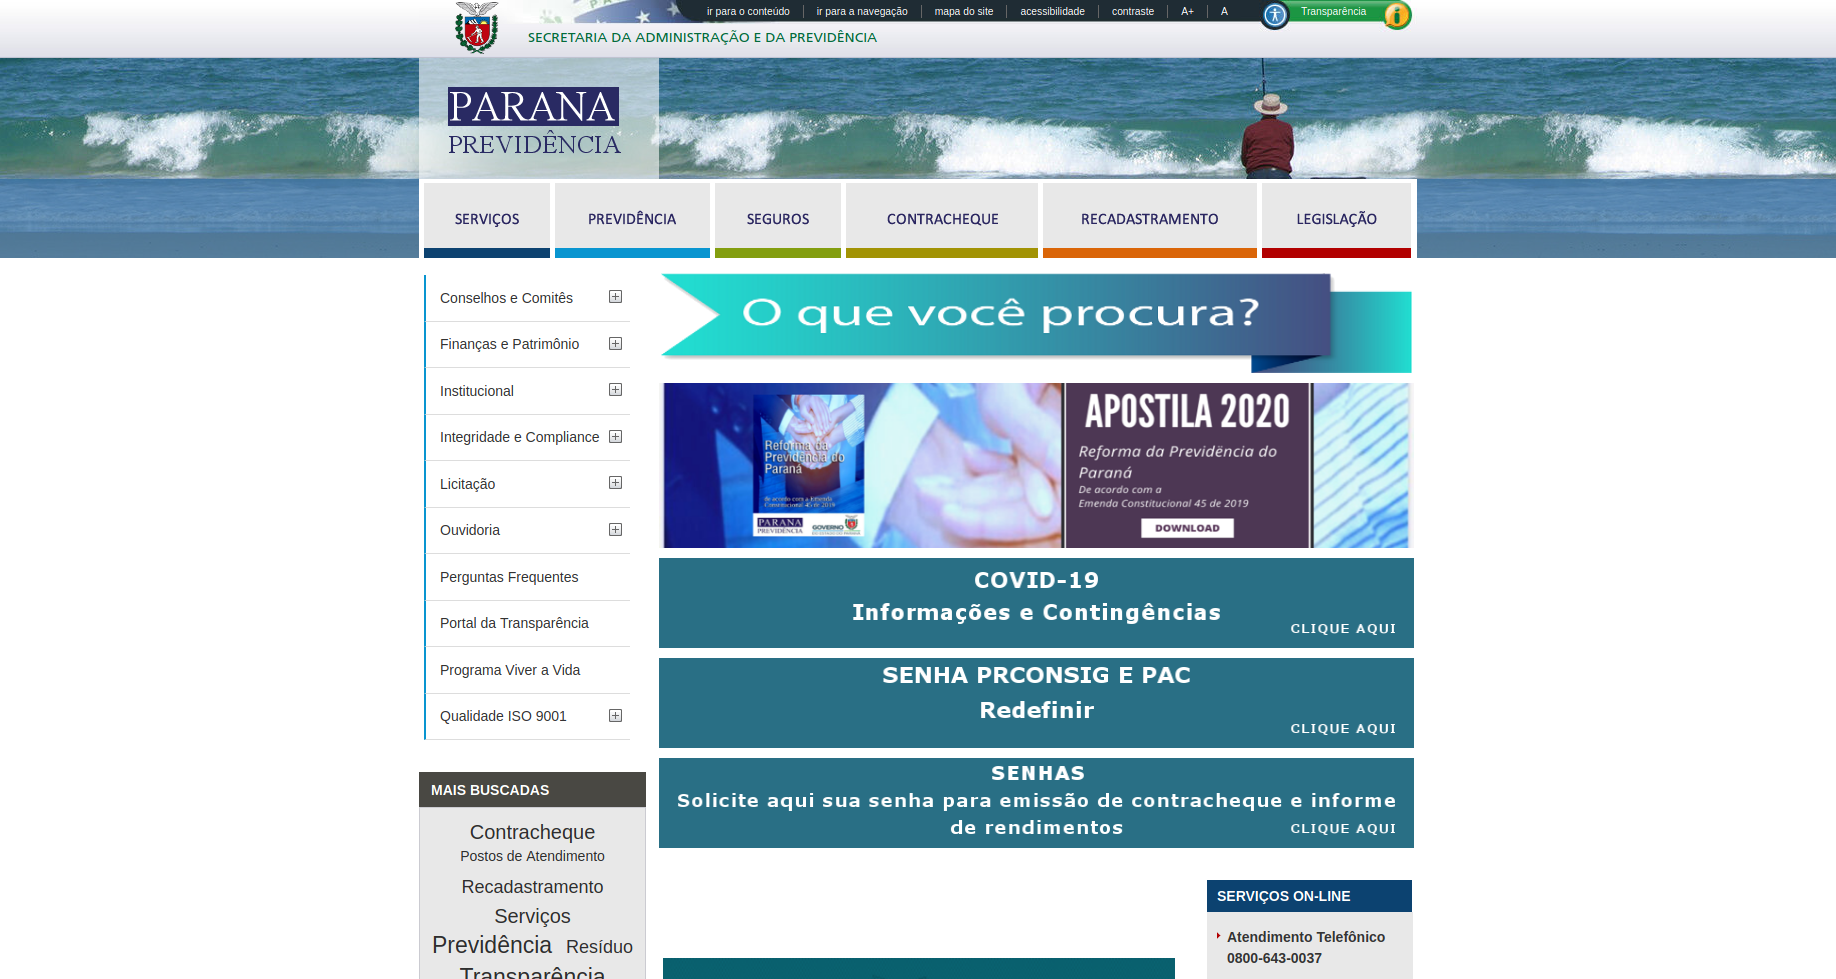 ir para o conteúdo
ir para a navegação
mapa do site
acessibilidade
contraste
A+
A
Transparência
SECRETARIA DA ADMINISTRAÇÃO E DA PREVIDÊNCIA
PARANA
PREVIDÊNCIA
SERVIÇOS
PREVIDÊNCIA
SEGUROS
CONTRACHEQUE
RECADASTRAMENTO
LEGISLAÇÃO
Conselhos e Comitês
Finanças e Patrimônio
Institucional
Integridade e Compliance
Licitação
Ouvidoria
Perguntas Frequentes
Portal da Transparência
Programa Viver a Vida
Qualidade ISO 9001
MAIS BUSCADAS
Contracheque
Postos de Atendimento
Recadastramento
Serviços
Previdência Resíduo
Transparência
O que você procura?
Reforma da
Previdência do
Paraná
de acordo com a Emenda
Constitucional 45 de 2019
PARANA
PREVIDÊNCIA
GOVERNO
APOSTILA 2020
Reforma da Previdência do
Paraná
De acordo com a
Emenda Constitucional 45 de 2019
DOWNLOAD
COVID-19
Informações e Contingências
CLIQUE AQUI
SENHA PRCONSIG E PAC
Redefinir
CLIQUE AQUI
SENHAS
Solicite aqui sua senha para emissão de contracheque e informe
de rendimentos
CLIQUE AQUI
SERVIÇOS ON-LINE
Atendimento Telefônico
0800-643-0037